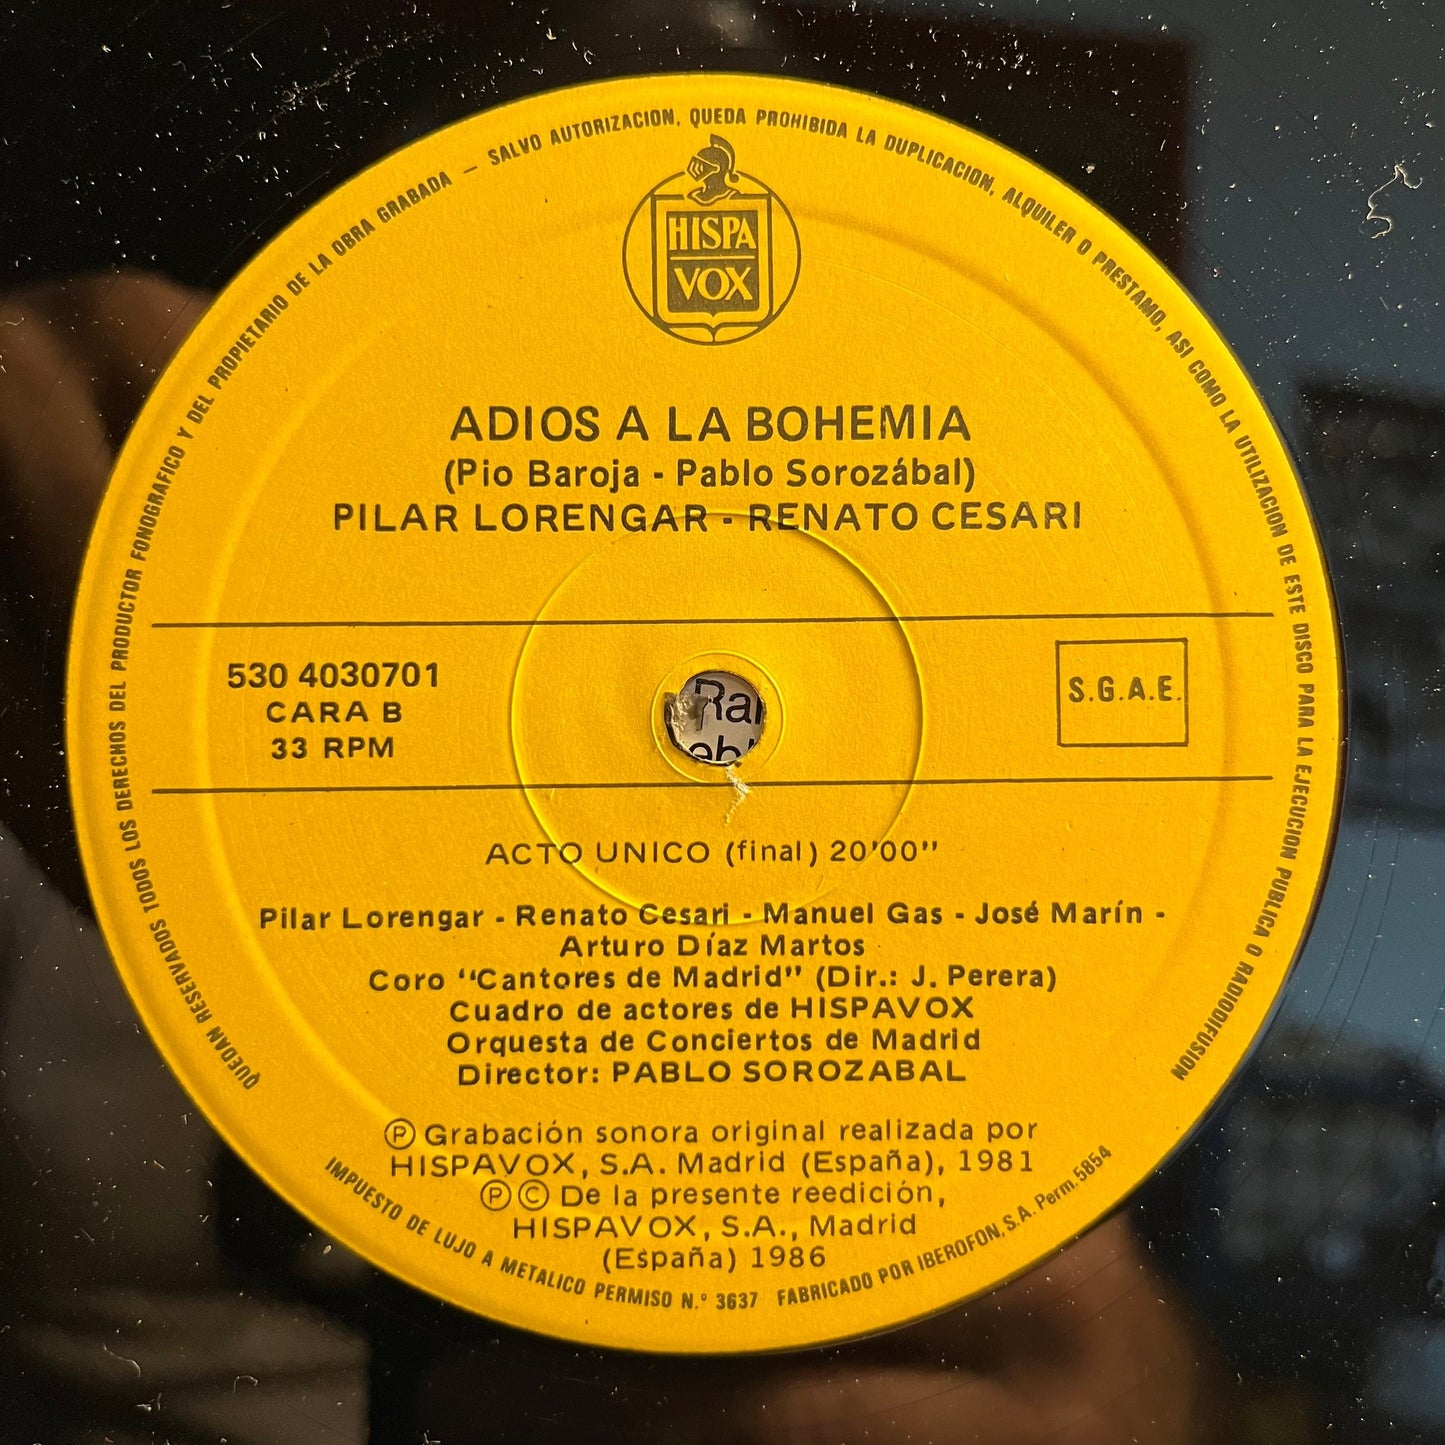 QUEDAN RESERVADOS TODOS LOS DERECHOS DEL PRODUCTOR FONOGRAFICO Y DEL PROPIETARIO DE LA OBRA GRABADA — SALVO AUTORIZACION, QUEDA PROHIBIDA LA DUPLICACION, ALQUILER O PRESTAMO, ASI COMO LA UTILIZACION DE ESTE DISCO PARA LA EJECUCION PUBLICA O RADIODIFUSION
HISPA
VOX
ADIOS A LA BOHEMIA
(Pio Baroja - Pablo Sorozábal)
PILAR LORENGAR - RENATO CESARI
530 4030701
CARA B
33 RPM
S.G.A.E.
ACTO UNICO (final) 20'00"
Pilar Lorengar - Renato Cesari - Manuel Gas - José Marín -
Arturo Díaz Martos
Coro "Cantores de Madrid" (Dir.: J. Perera)
Cuadro de actores de HISPAVOX
Orquesta de Conciertos de Madrid
Director: PABLO SOROZABAL
Ⓟ Grabación sonora original realizada por
HISPAVOX, S.A. Madrid (España), 1981
Ⓟ © De la presente reedición,
HISPAVOX, S.A., Madrid
(España) 1986
IMPUESTO DE LUJO A METALICO PERMISO N.º 3637 FABRICADO POR IBEROFON, S.A. Perm. 5854